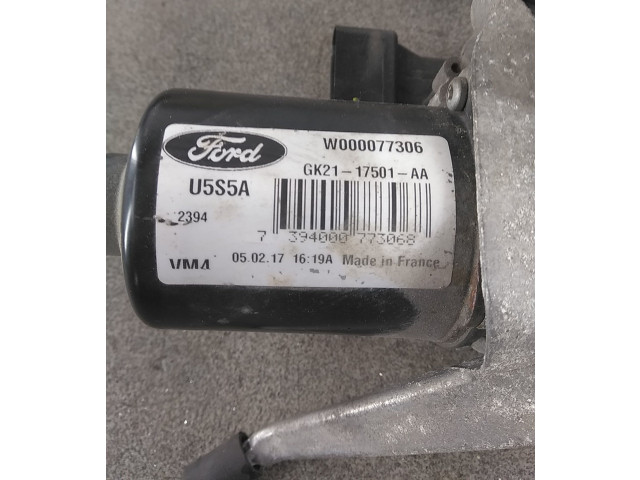 Ford
W000077306
GK21-17501-AA
U5S5A
2394
7 394000 773068
VM4 05.02.17 16:19A Made in France